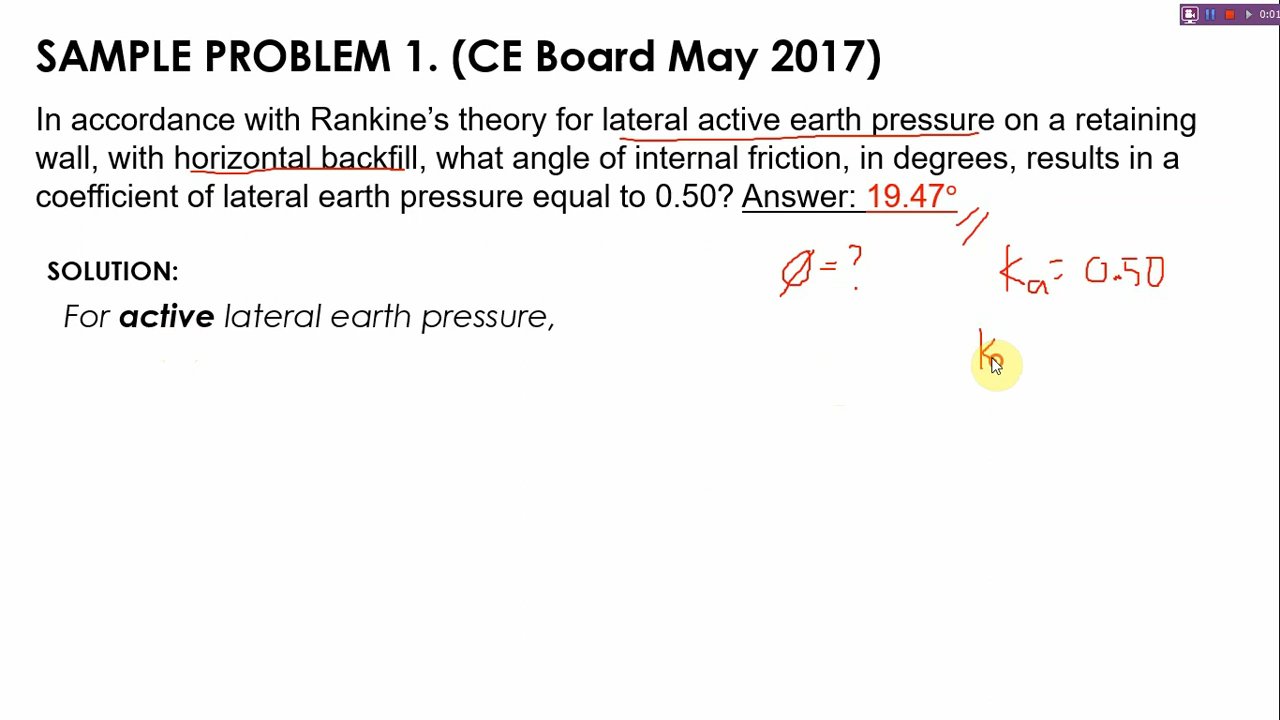 0:01
SAMPLE PROBLEM 1. (CE Board May 2017)
In accordance with Rankine's theory for lateral active earth pressure on a retaining
wall, with horizontal backfill, what angle of internal friction, in degrees, results in a
coefficient of lateral earth pressure equal to 0.50? Answer: 19.47°
SOLUTION:
Ø = ?
ka = 0.50
For active lateral earth pressure,
k